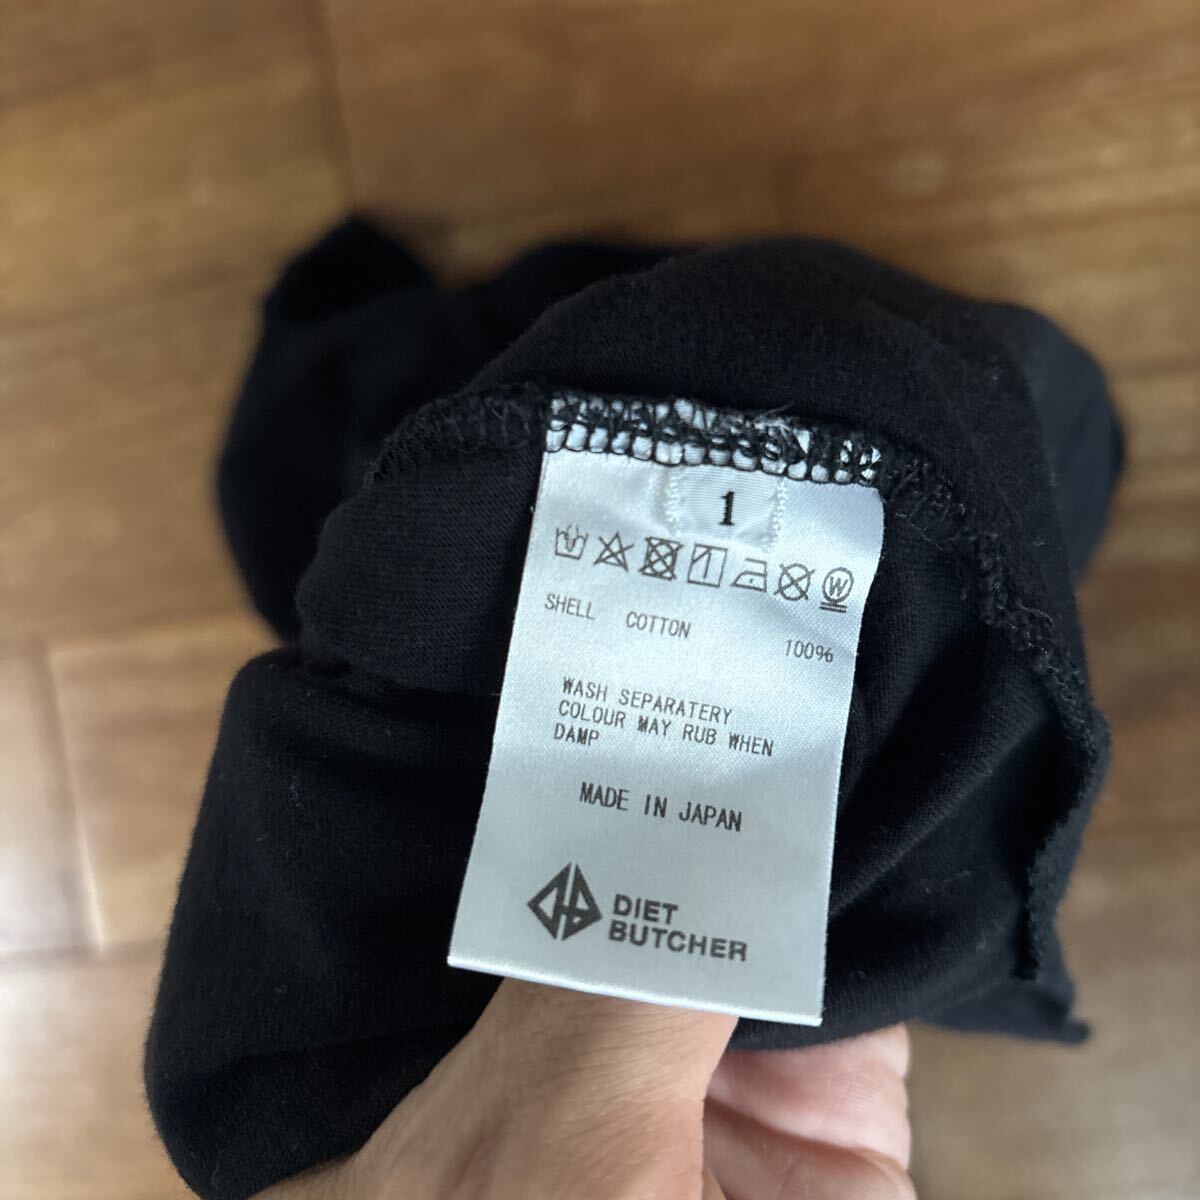 1
W
SHELL COTTON 100%
WASH SEPARATERY
COLOUR MAY RUB WHEN
DAMP
MADE IN JAPAN
DIET
BUTCHER